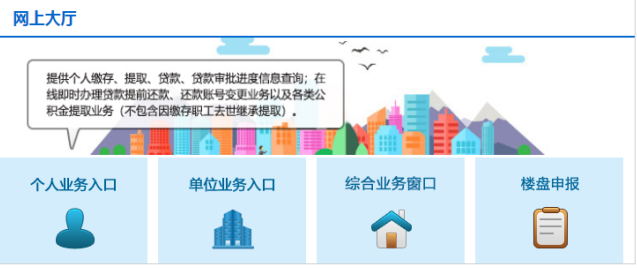 网上大厅
提供个人缴存、提取、贷款、贷款审批进度信息查询；在
线即时办理贷款提前还款、还款账号变更业务以及各类公
积金提取业务（不包含因缴存职工去世继承提取）。
个人业务入口
单位业务入口
综合业务窗口
楼盘申报